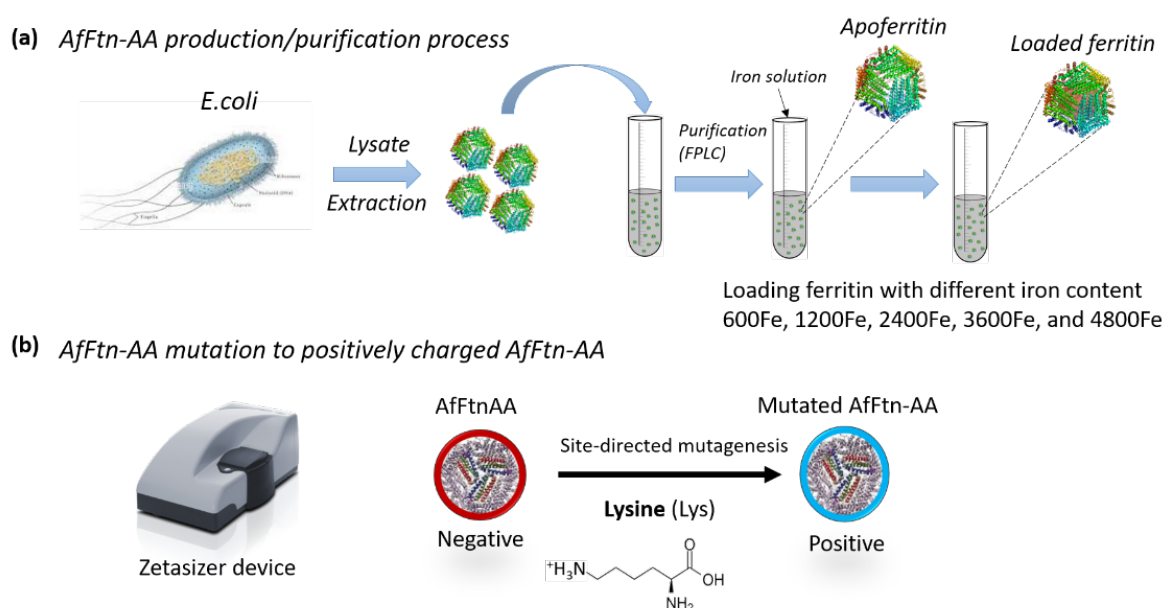 (a) AfFtn-AA production/purification process
E.coli
Lysate
Extraction
Iron solution
Purification
(FPLC)
Apoferritin
Loaded ferritin
Loading ferritin with different iron content
600Fe, 1200Fe, 2400Fe, 3600Fe, and 4800Fe
(b) AfFtn-AA mutation to positively charged AfFtn-AA
Zetasizer device
AfFtnAA
Negative
Site-directed mutagenesis
Lysine (Lys)
⁺H₃N
O
OH
NH₂
Mutated AfFtn-AA
Positive